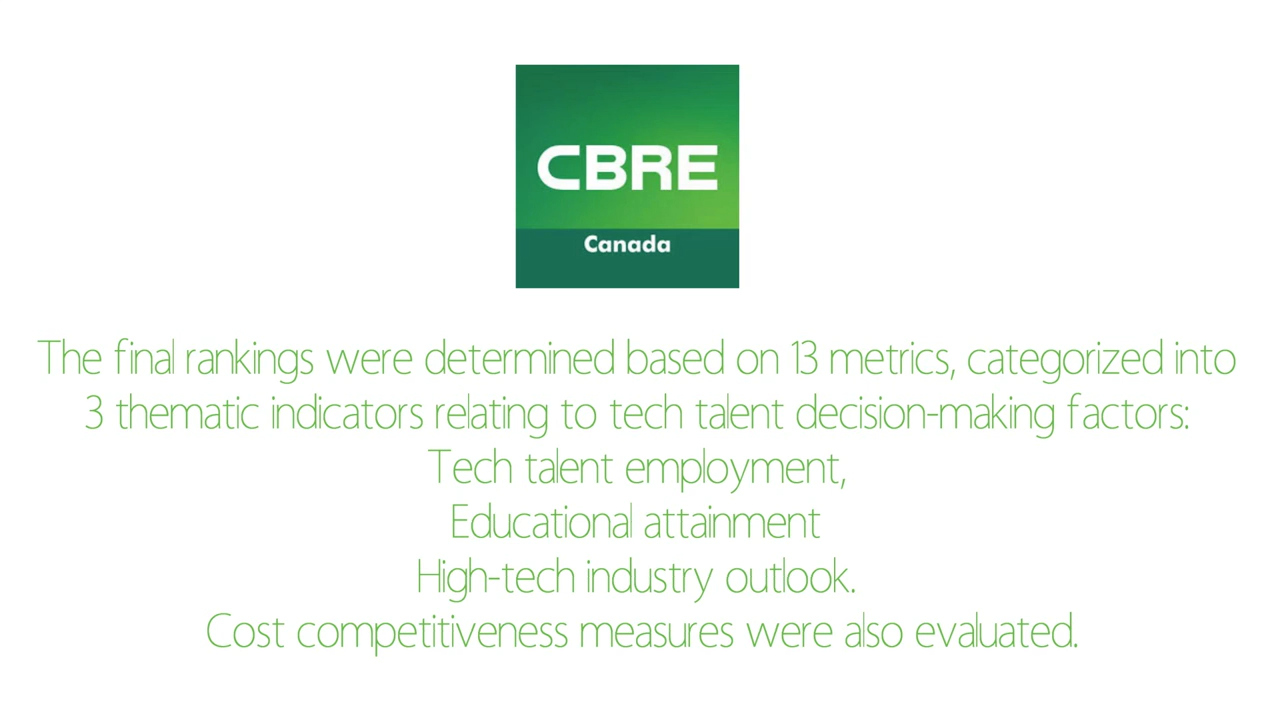 CBRE
Canada
The final rankings were determined based on 13 metrics, categorized into
3 thematic indicators relating to tech talent decision-making factors:
Tech talent employment,
Educational attainment
High-tech industry outlook.
Cost competitiveness measures were also evaluated.